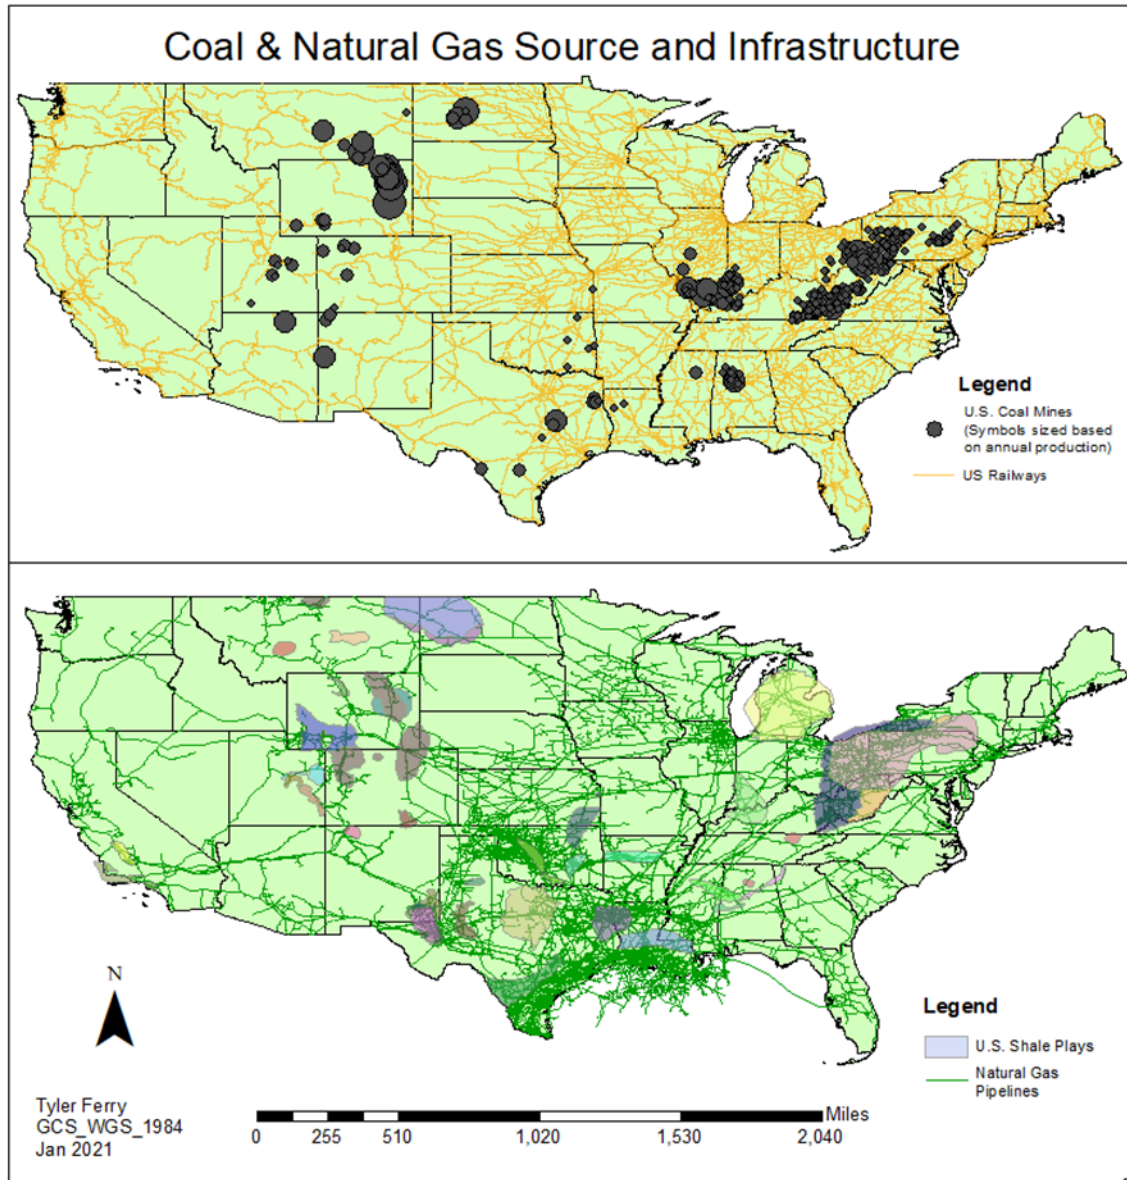 Coal & Natural Gas Source and Infrastructure
Legend
U.S. Coal Mines
(Symbols sized based
on annual production)
US Railways
N
Legend
U.S. Shale Plays
Natural Gas
Pipelines
Tyler Ferry
GCS_WGS_1984
Jan 2021
Miles
0 255 510 1,020 1,530 2,040